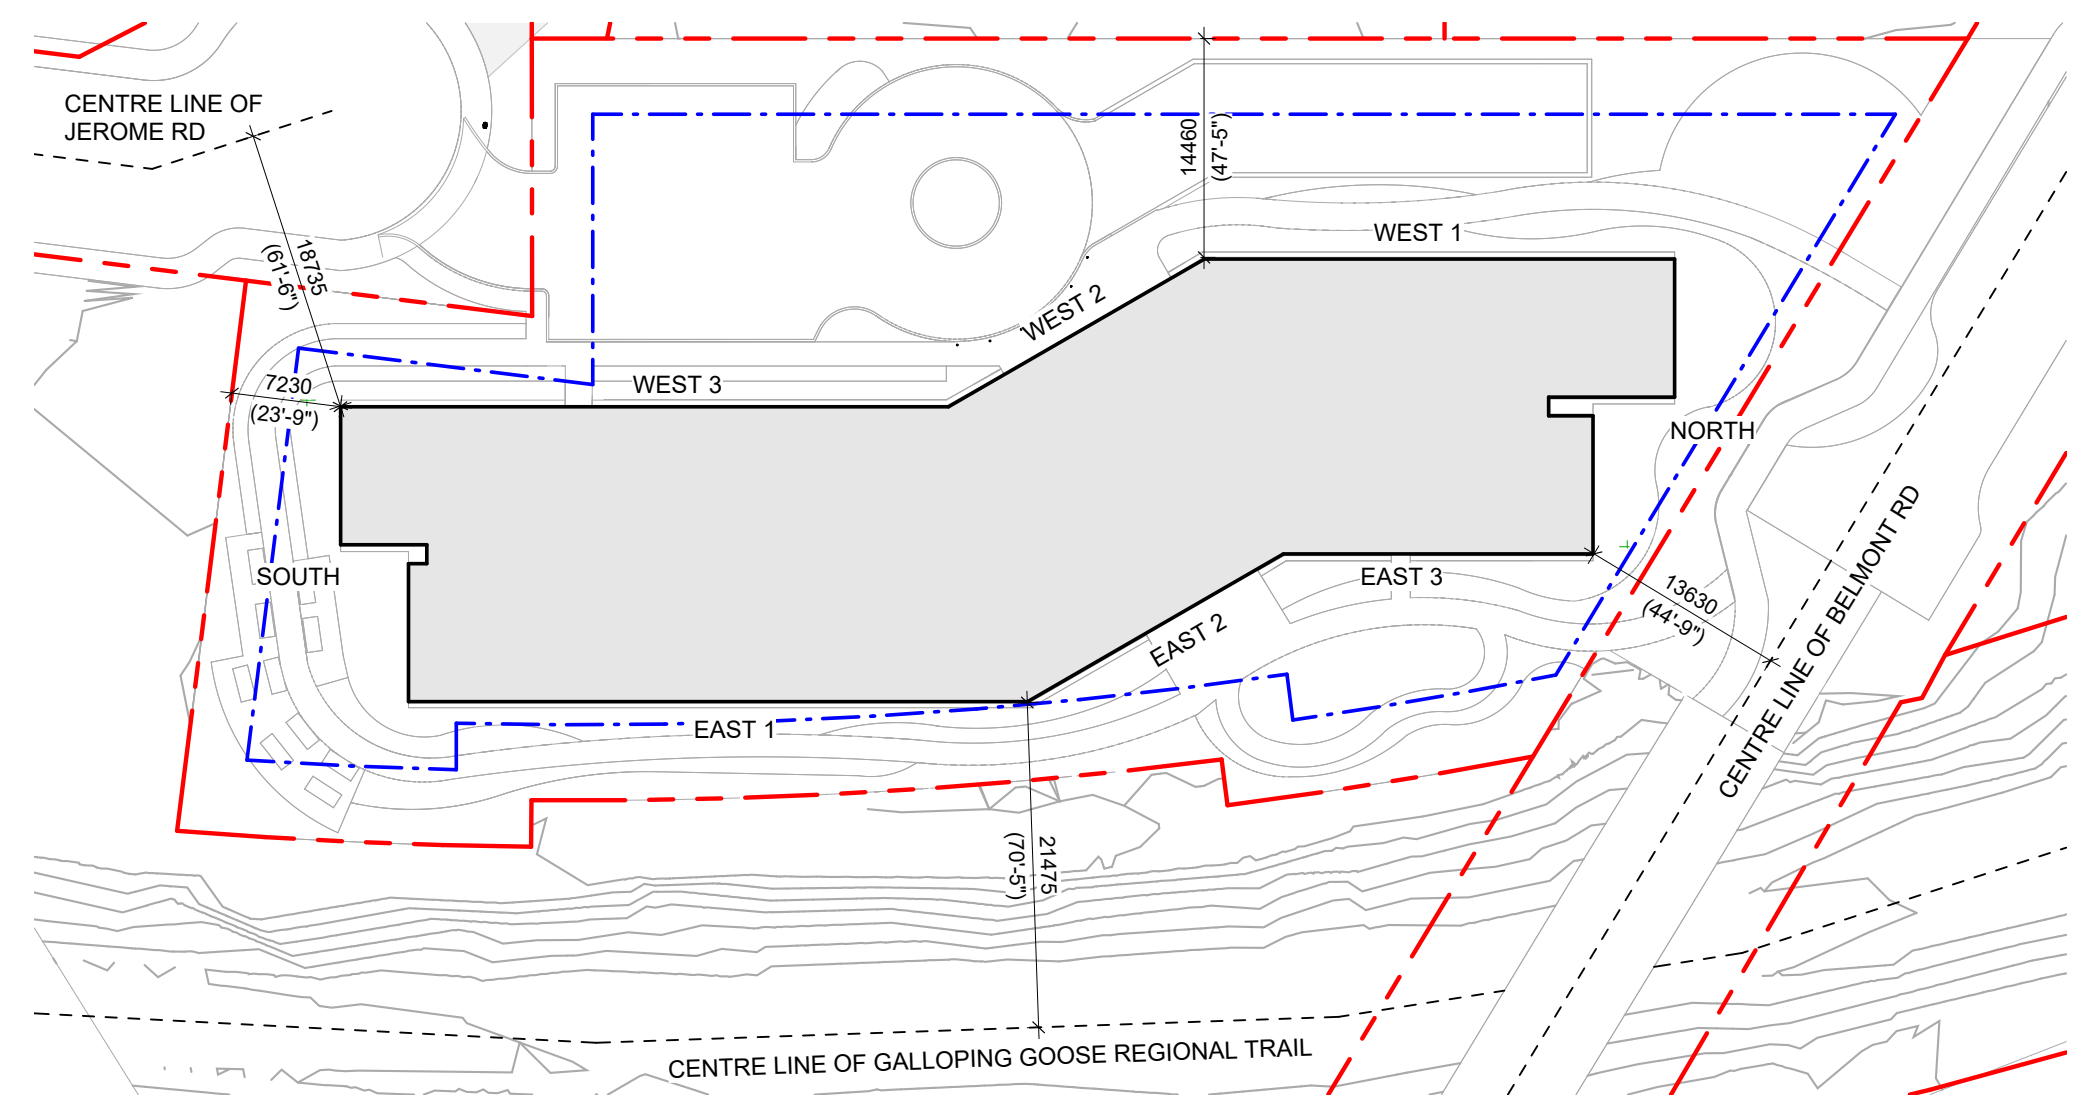 CENTRE LINE OF
JEROME RD
14460
(47'-5")
WEST 1
18735
(61'-6")
WEST 2
7230
(23'-9")
WEST 3
NORTH
SOUTH
EAST 3
13630
(44'-9")
EAST 2
EAST 1
CENTRE LINE OF BELMONT RD
21475
(70'-5")
CENTRE LINE OF GALLOPING GOOSE REGIONAL TRAIL